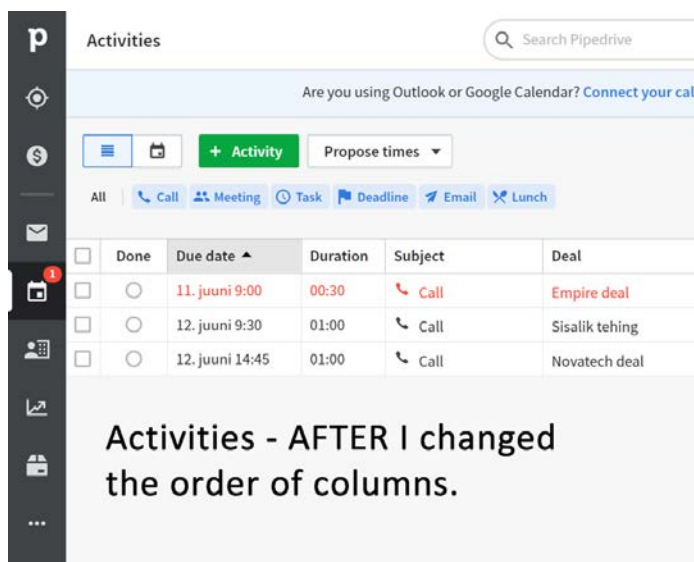 p
Activities
Search Pipedrive
Are you using Outlook or Google Calendar? Connect your cal
+ Activity
Propose times
All Call Meeting Task Deadline Email Lunch
Done Due date Duration Subject Deal
1
11. juuni 9:00 00:30 Call Empire deal
12. juuni 9:30 01:00 Call Sisalik tehing
12. juuni 14:45 01:00 Call Novatech deal
Activities - AFTER I changed
the order of columns.